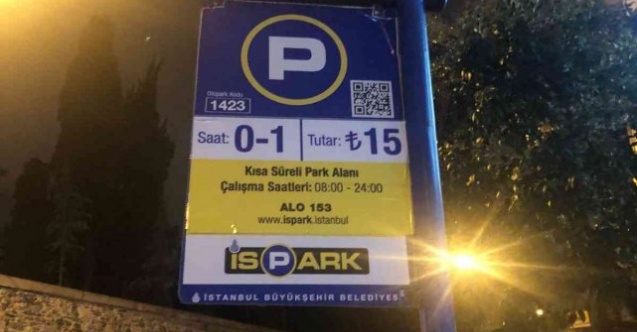 P
Otopark Kodu
1423
Saat: 0-1 Tutar: ₺15
Kısa Süreli Park Alanı
Çalışma Saatleri: 08:00 - 24:00
ALO 153
www.ispark.istanbul
iSPARK
İSTANBUL BÜYÜKŞEHİR BELEDİYESİ